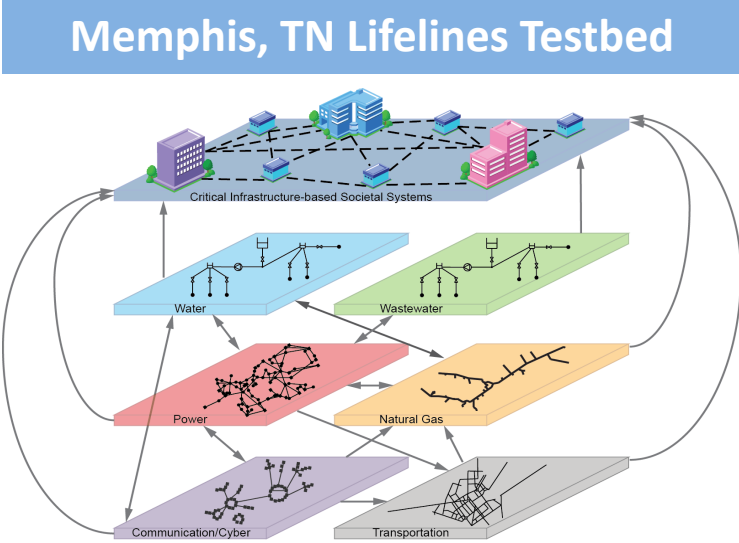 Memphis, TN Lifelines Testbed
Critical Infrastructure-based Societal Systems
Water
Wastewater
Power
Natural Gas
Communication/Cyber
Transportation